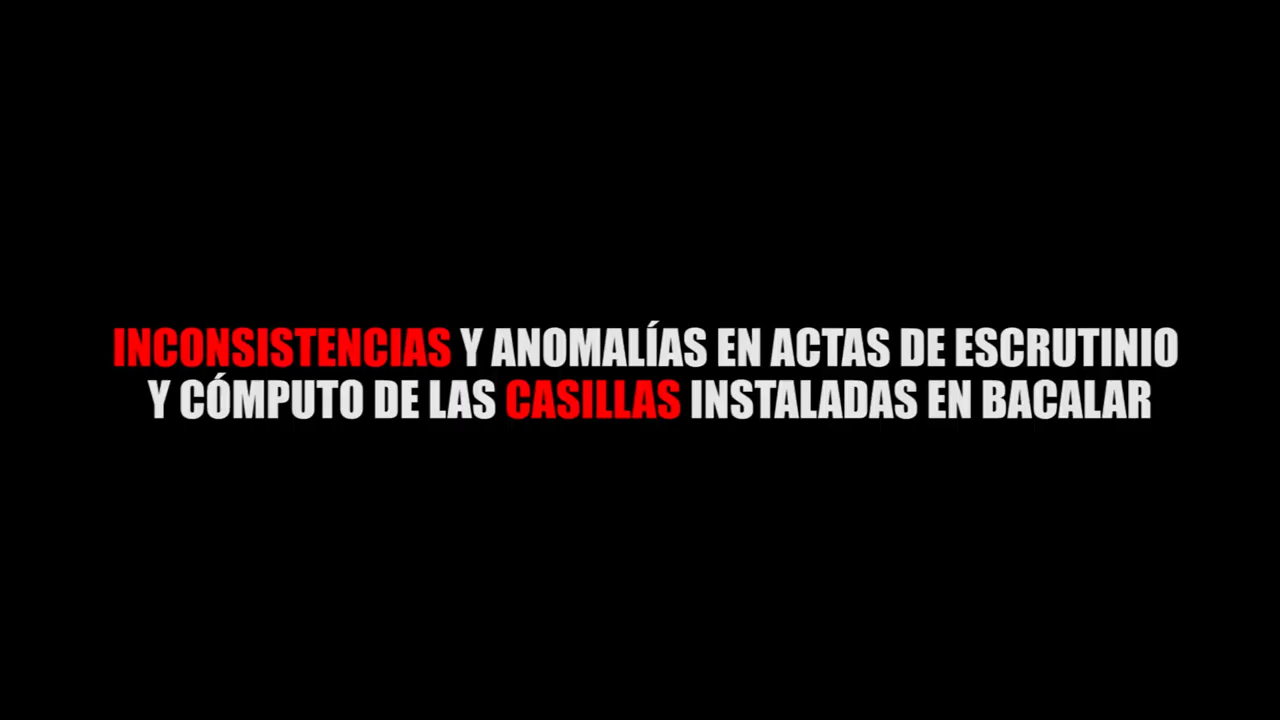 INCONSISTENCIAS Y ANOMALÍAS EN ACTAS DE ESCRUTINIO
Y CÓMPUTO DE LAS CASILLAS INSTALADAS EN BACALAR